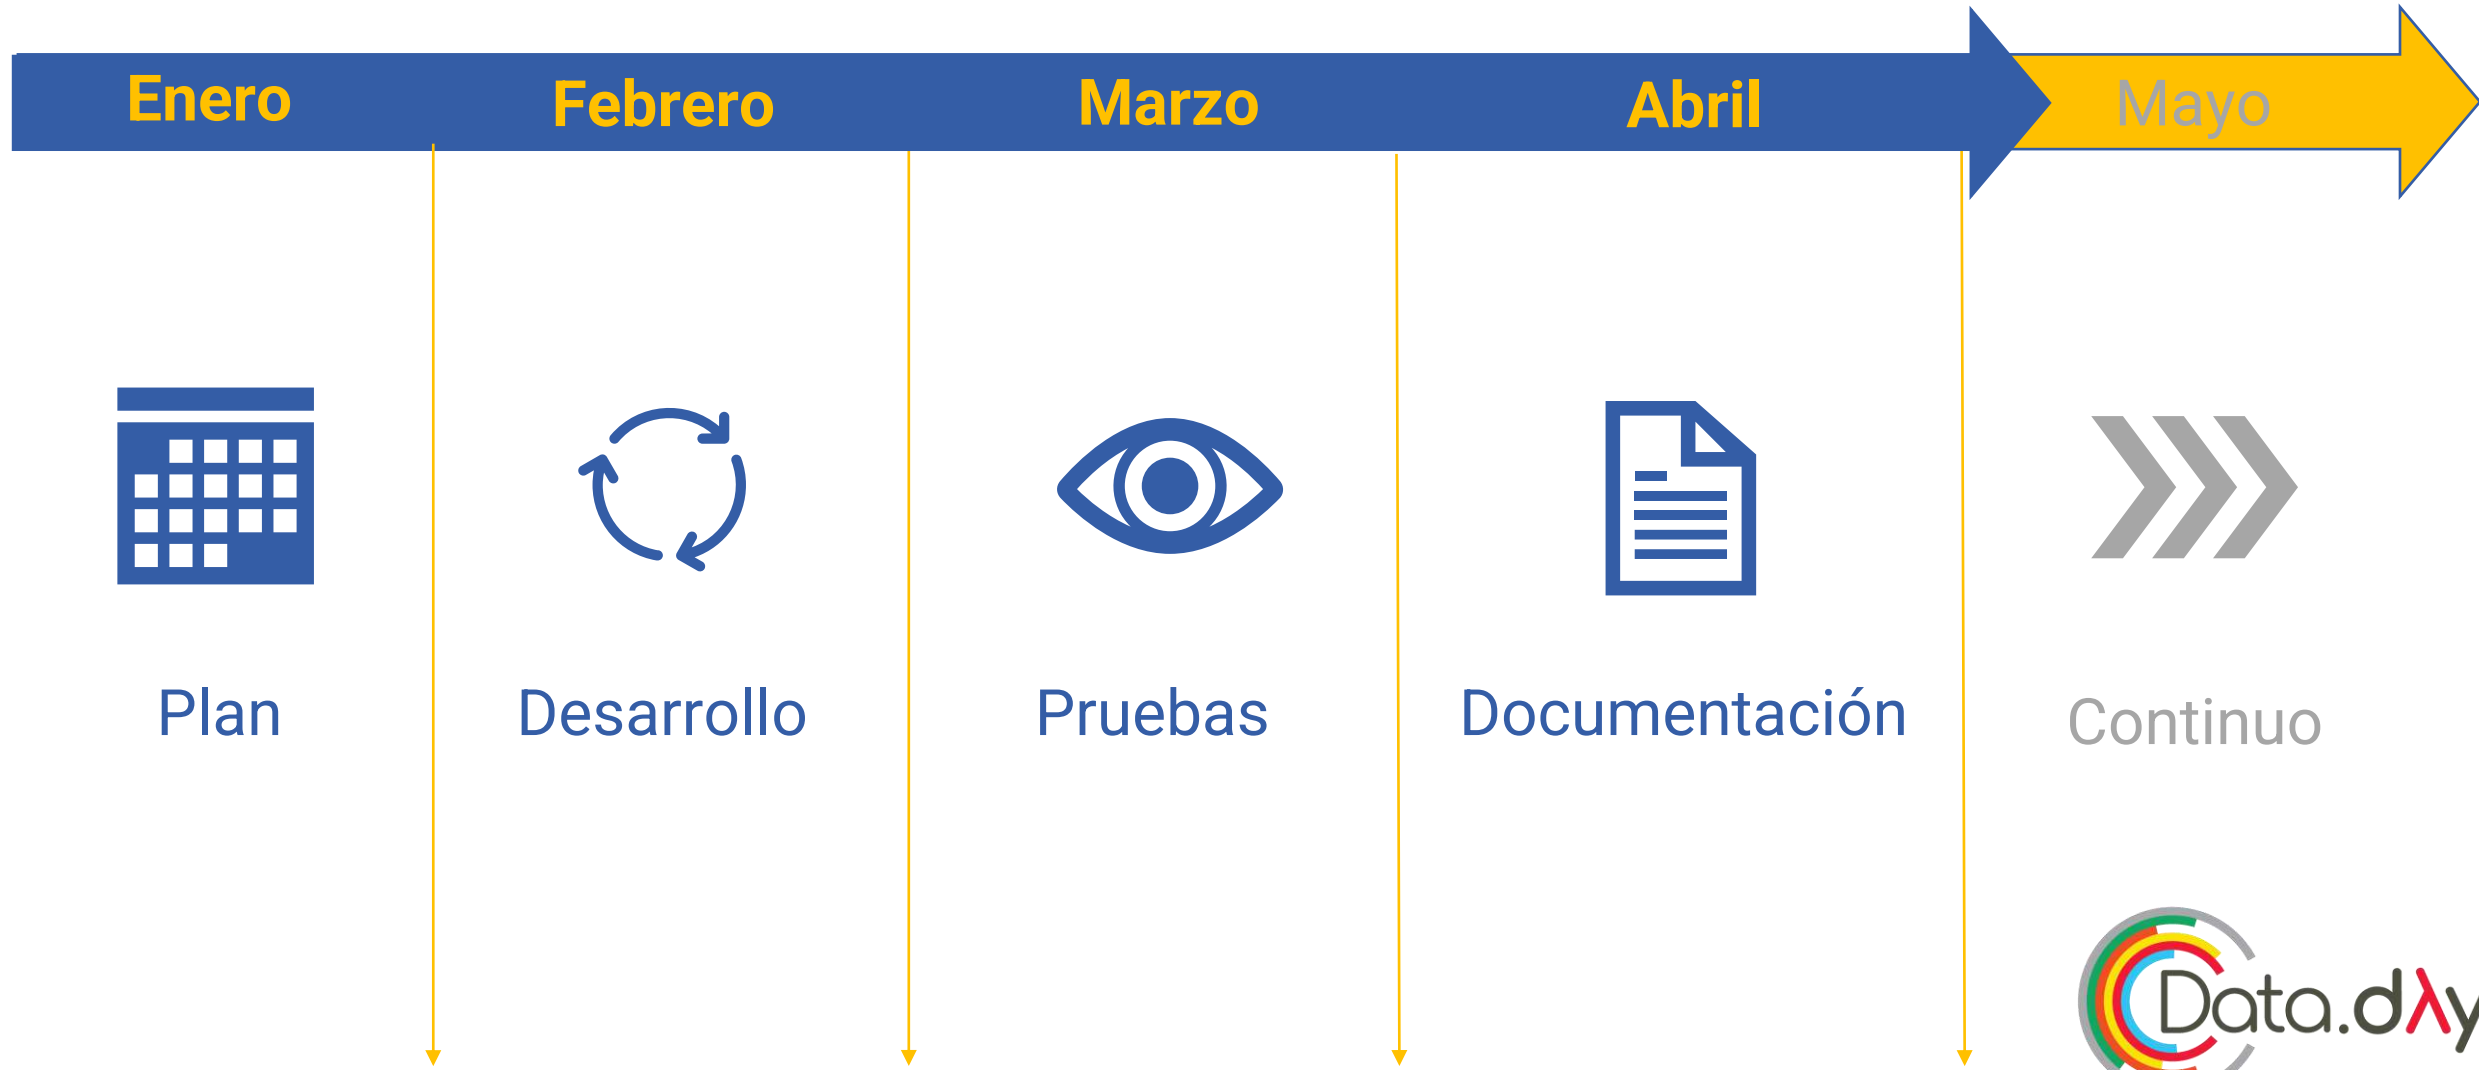 Enero
Febrero
Marzo
Abril
Mayo
Plan
Desarrollo
Pruebas
Documentación
Continuo
Data.dλy